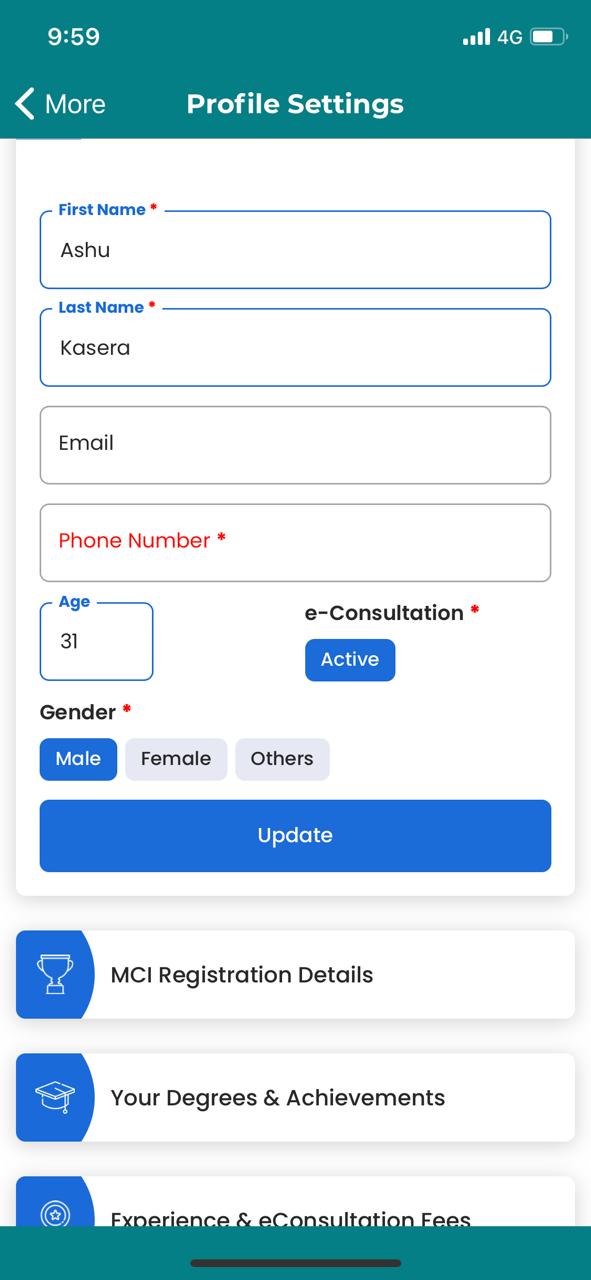 9:59 4G
More Profile Settings
First Name *
Ashu
Last Name *
Kasera
Email
Phone Number *
Age e-Consultation *
31 Active
Gender *
Male Female Others
Update
MCI Registration Details
Your Degrees & Achievements
Experience & eConsultation Fees